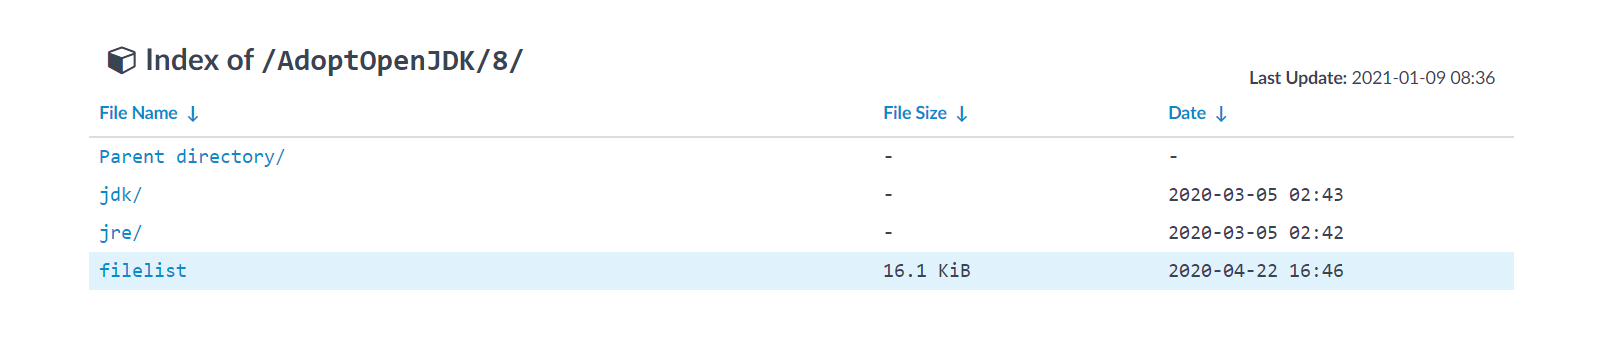 Index of /AdoptOpenJDK/8/
Last Update: 2021-01-09 08:36
File Name ↓ File Size ↓ Date ↓
Parent directory/ - -
jdk/ - 2020-03-05 02:43
jre/ - 2020-03-05 02:42
filelist 16.1 KiB 2020-04-22 16:46